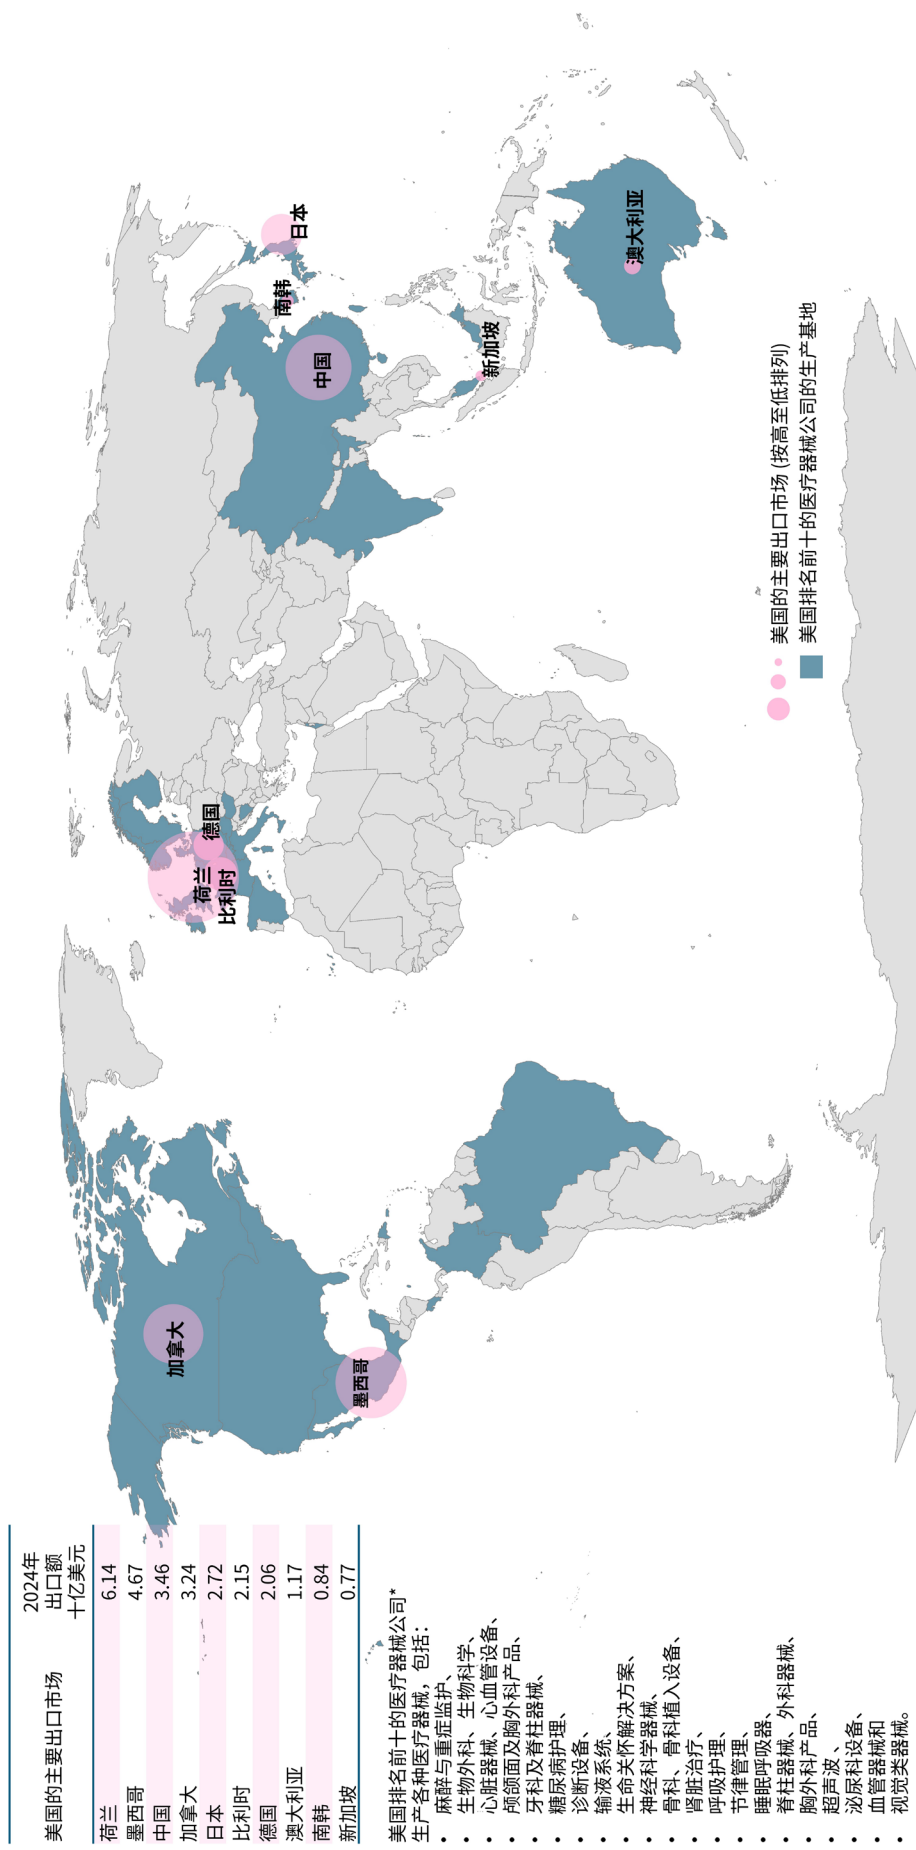 美国的主要出口市场
2024年
出口额
十亿美元
荷兰 6.14
墨西哥 4.67
中国 3.46
加拿大 3.24
日本 2.72
比利时 2.15
德国 2.06
澳大利亚 1.17
南韩 0.84
新加坡 0.77
美国排名前十的医疗器械公司*
生产各种医疗器械，包括：
• 麻醉与重症监护、
• 生物外科、生物科学、
• 心脏器械、心血管设备、
• 颅颌面及胸外科产品、
• 牙科及脊柱器械、
• 糖尿病护理、
• 诊断设备、
• 输液系统、
• 生命关怀解决方案、
• 神经科学器械、
• 骨科、骨科植入设备、
• 肾脏治疗、
• 呼吸护理、
• 节律管理、
• 睡眠呼吸器、
• 脊柱器械、外科器械、
• 胸外科产品、
• 超声波、
• 泌尿科设备、
• 血管器械和
• 视觉类器械。
加拿大
墨西哥
荷兰
比利时
德国
中国
南韩
日本
新加坡
澳大利亚
美国的主要出口市场 (按高至低排列)
美国排名前十的医疗器械公司的生产基地